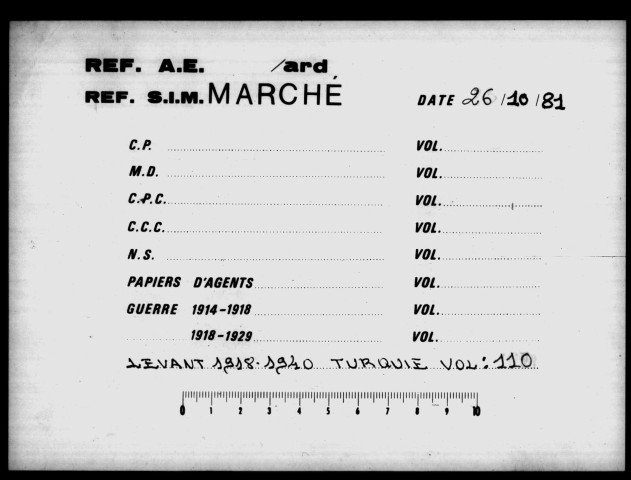 REF. A.E. /ard
REF. S.I.M. MARCHÉ DATE 26/10/81
C.P. VOL.
M.D. VOL.
C.P.C. VOL.
C.C.C. VOL.
N.S. VOL.
PAPIERS D'AGENTS VOL.
GUERRE 1914-1918 VOL.
1918-1929 VOL.
LEVANT 1918-1940 TURQUIE VOL: 110
0 1 2 3 4 5 6 7 8 9 10